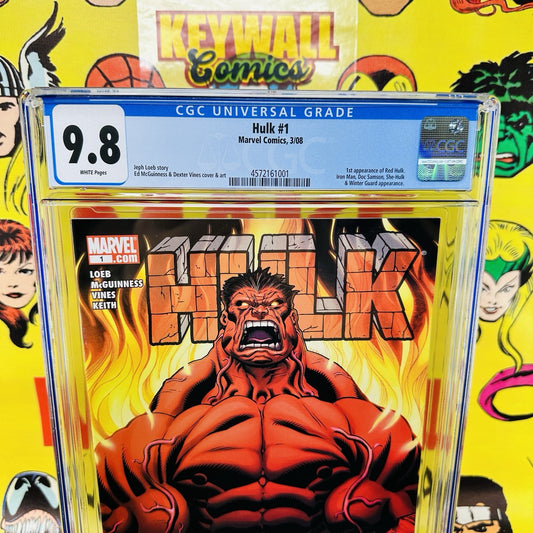 KEYWALL
Comics
CGC UNIVERSAL GRADE
9.8
WHITE Pages
Hulk #1
Marvel Comics, 3/08
Jeph Loeb story
Ed McGuinness & Dexter Vines cover & art
4572161001
1st appearance of Red Hulk.
Iron Man, Doc Samson, She-Hulk
& Winter Guard appearance.
CGC
MARVEL
1 .com
LOEB
McGUINNESS
VINES
KEITH
HULK